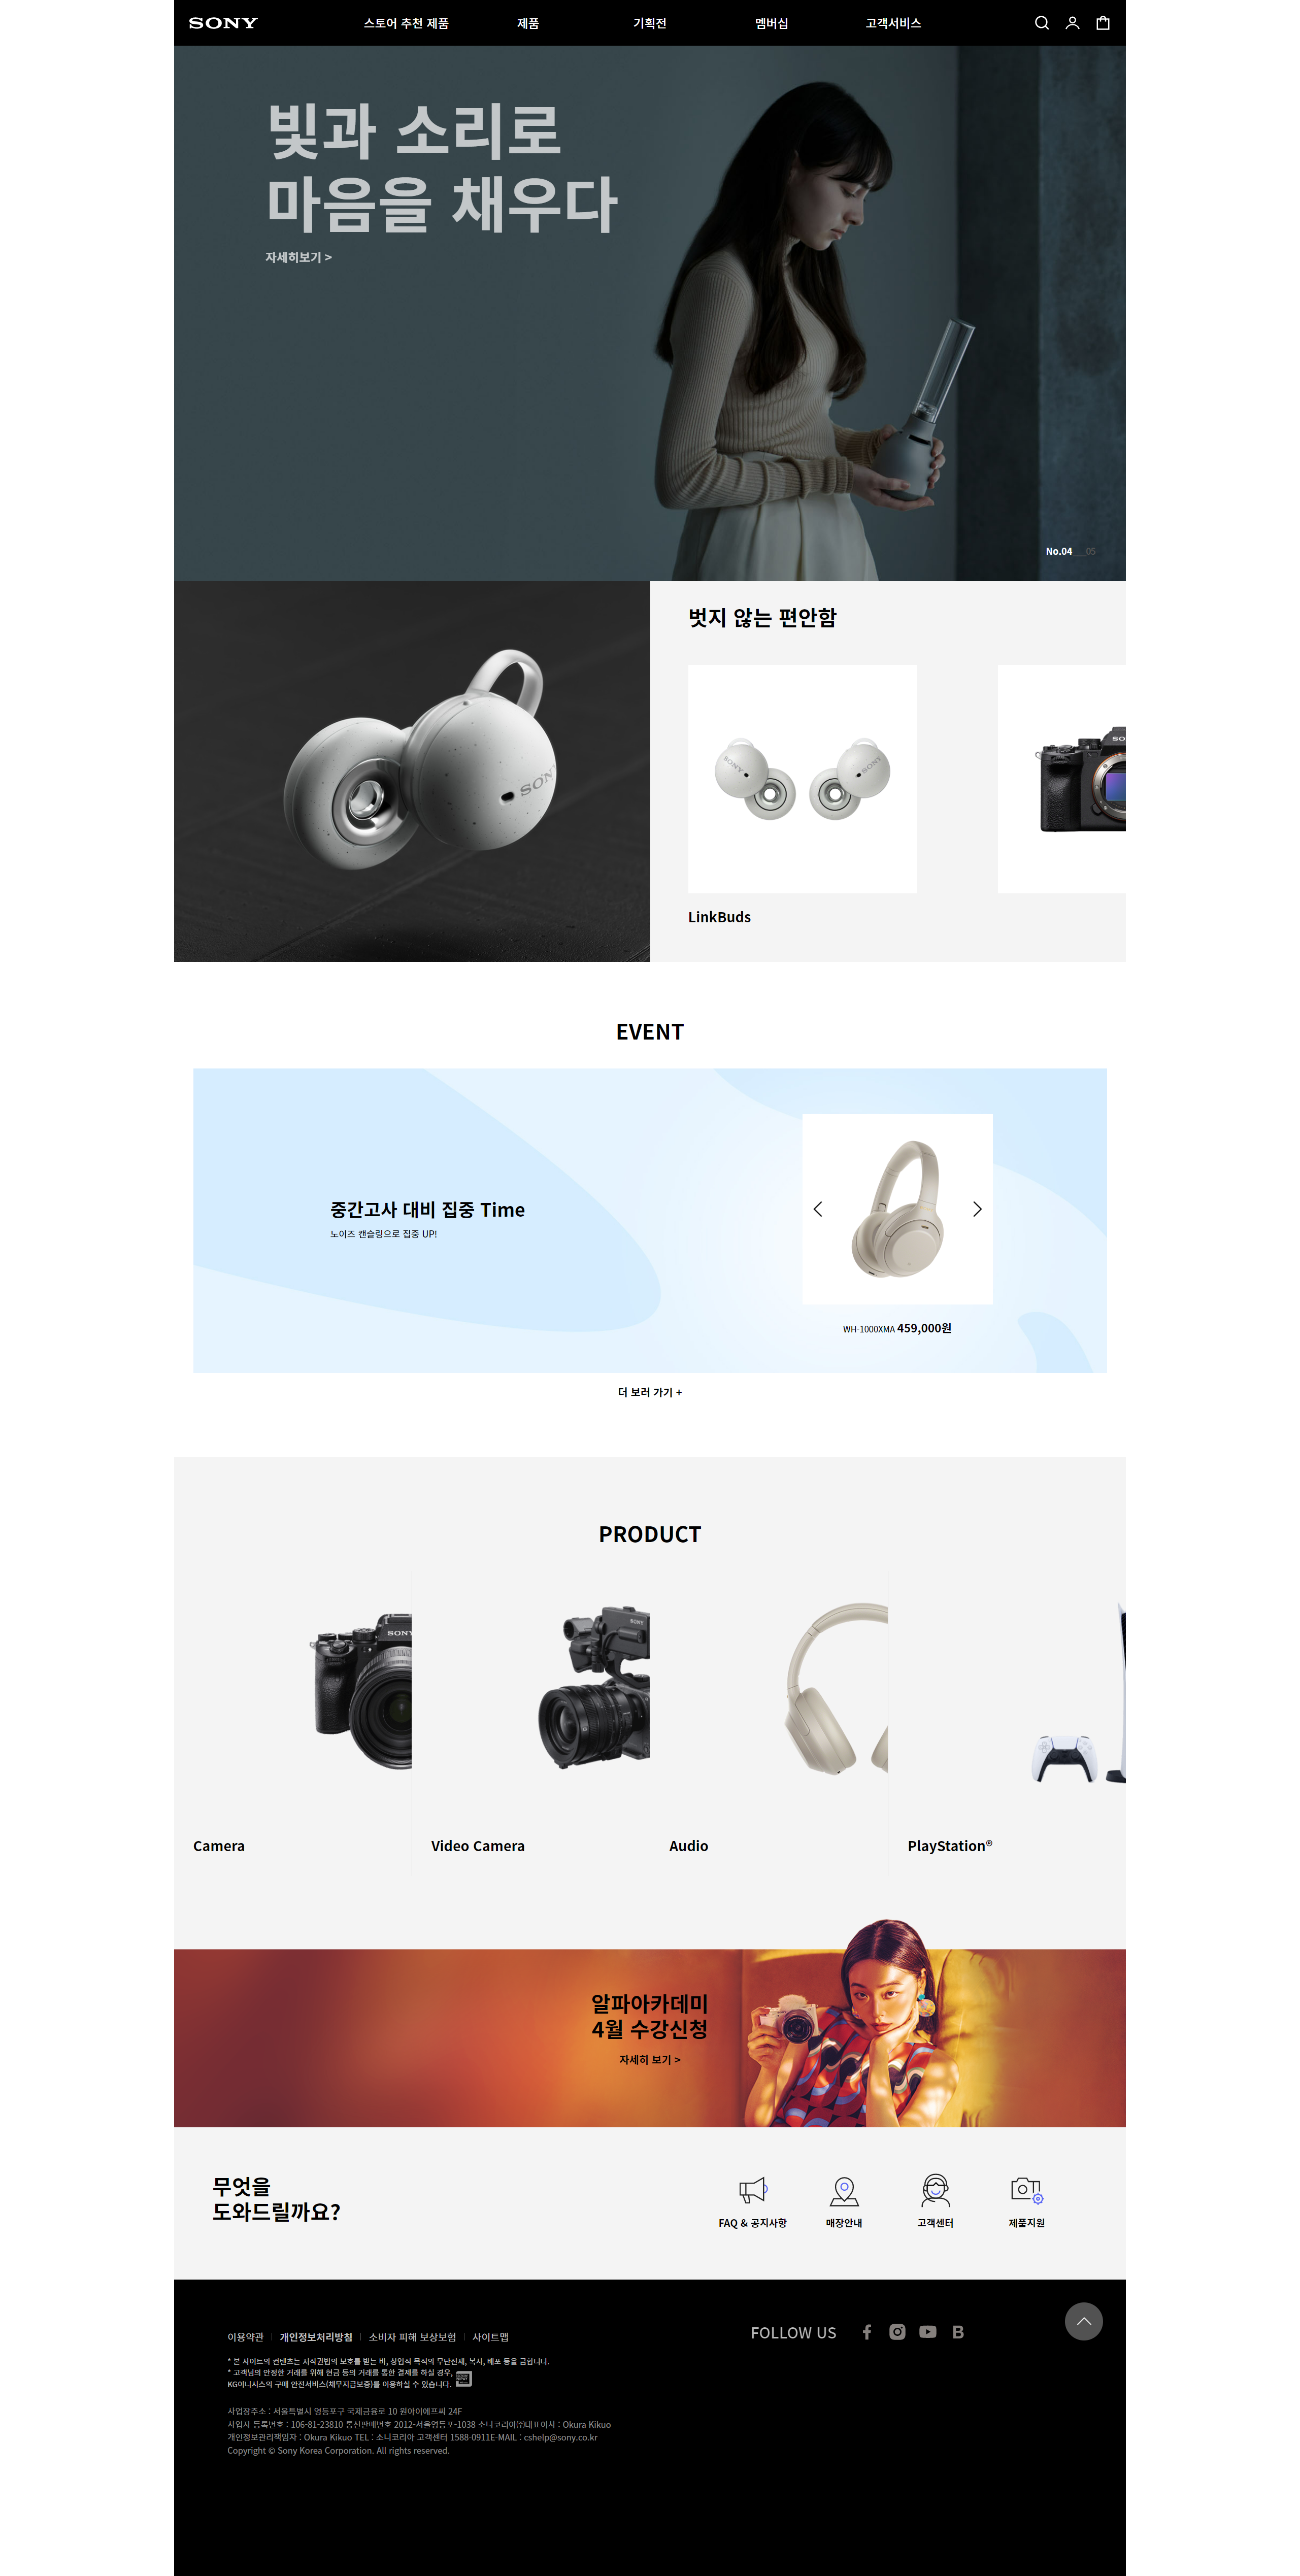 SONY
스토어 추천 제품
제품
기획전
멤버십
고객서비스
빛과 소리로
마음을 채우다
자세히보기 >
No.04 __05
벗지 않는 편안함
SONY
SONY
SONY
SO
LinkBuds
EVENT
중간고사 대비 집중 Time
노이즈 캔슬링으로 집중 UP!
WH-1000XMA 459,000원
더 보러 가기 +
PRODUCT
SONY
SONY
Camera
Video Camera
Audio
PlayStation®
알파아카데미
4월 수강신청
자세히 보기 >
무엇을
도와드릴까요?
FAQ & 공지사항
매장안내
고객센터
제품지원
이용약관
개인정보처리방침
소비자 피해 보상보험
사이트맵
FOLLOW US
B
* 본 사이트의 컨텐츠는 저작권법의 보호를 받는 바, 상업적 목적의 무단전재, 복사, 배포 등을 금합니다.
* 고객님의 안정한 거래를 위해 현금 등의 거래를 통한 결제를 하실 경우,
KG이니시스의 구매 안전서비스(채무지급보증)를 이용하실 수 있습니다.
사업장주소 : 서울특별시 영등포구 국제금융로 10 원아이에프씨 24F
사업자 등록번호 : 106-81-23810 통신판매번호 2012-서울영등포-1038 소니코리아㈜대표이사 : Okura Kikuo
개인정보관리책임자 : Okura Kikuo TEL : 소니코리아 고객센터 1588-0911E-MAIL : cshelp@sony.co.kr
Copyright © Sony Korea Corporation. All rights reserved.